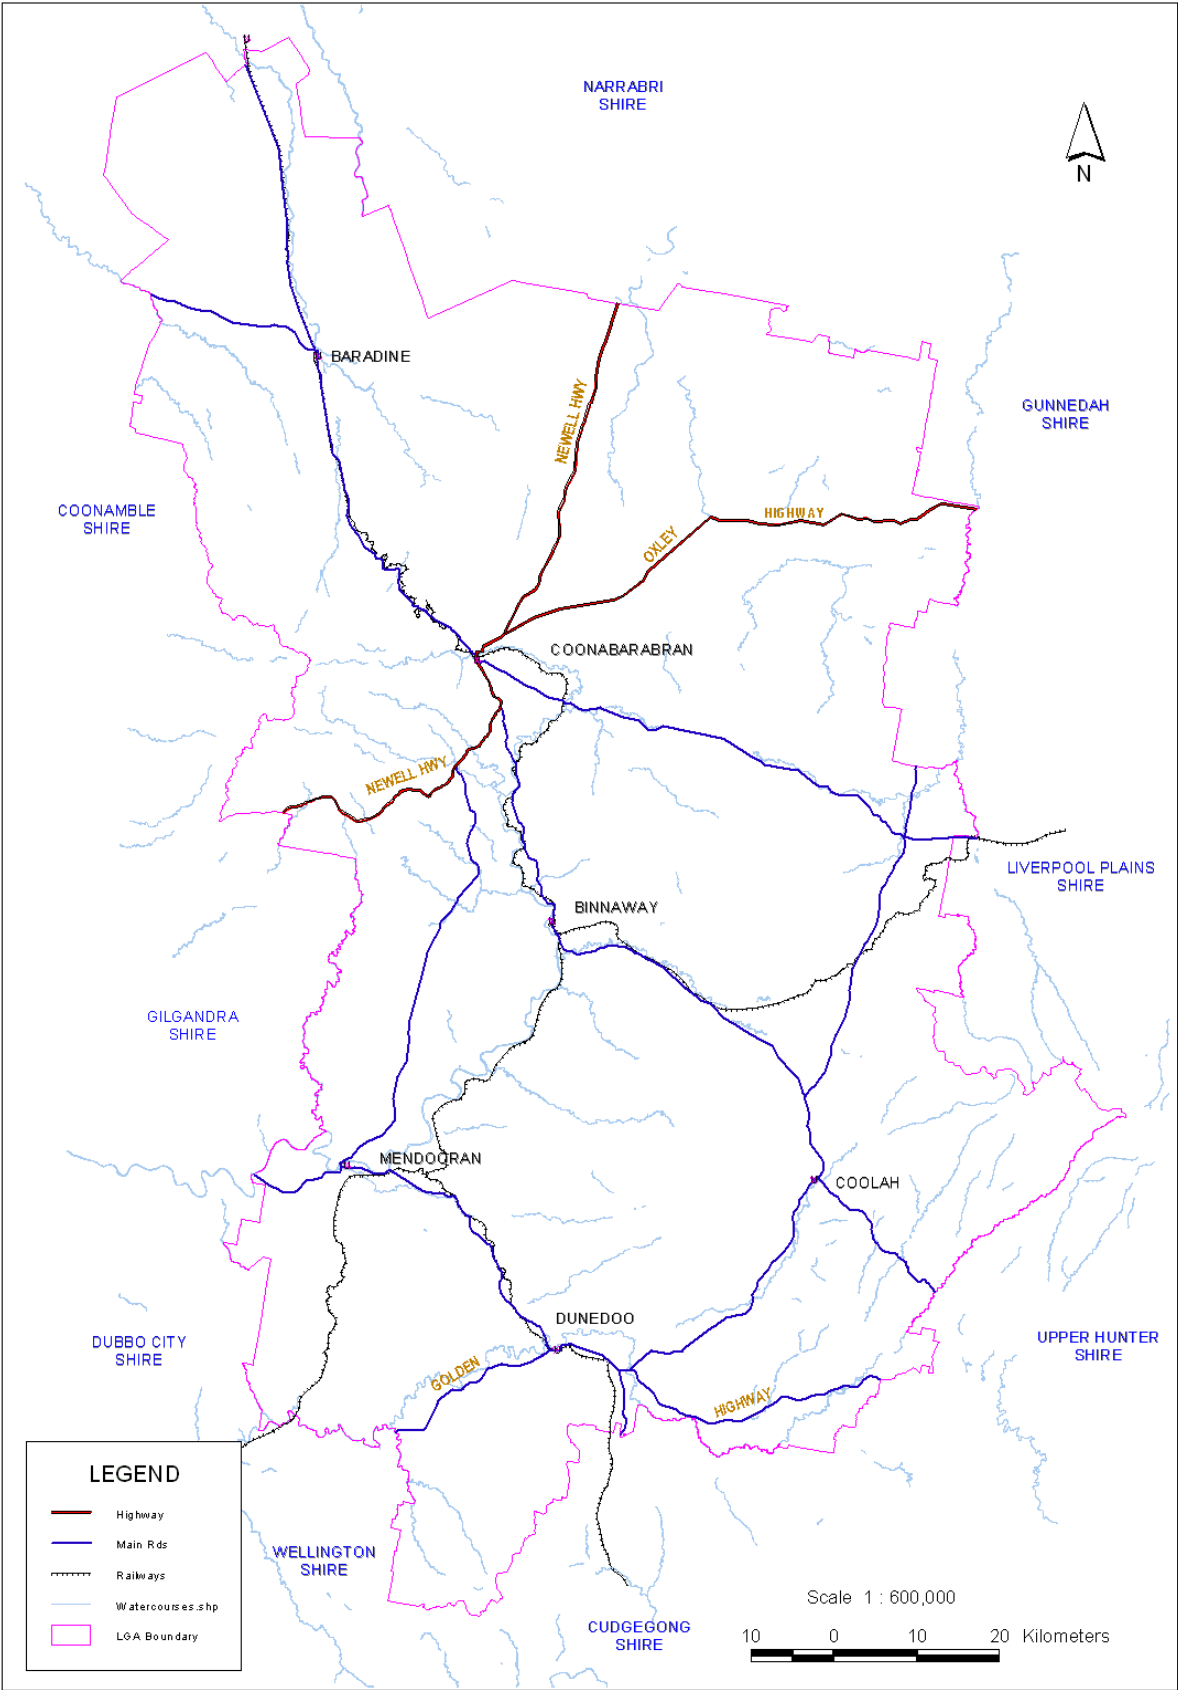 NARRABRI
SHIRE
N
BARADINE
NEWELL HWY
GUNNEDAH
SHIRE
COONAMBLE
SHIRE
HIGHWAY
OXLEY
COONABARABRAN
NEWELL HWY
LIVERPOOL PLAINS
SHIRE
BINNAWAY
GILGANDRA
SHIRE
MENDOORAN
COOLAH
DUNEDOO
DUBBO CITY
SHIRE
UPPER HUNTER
SHIRE
GOLDEN
HIGHWAY
LEGEND
Highway
Main Rds
Railways
Watercourses.shp
LGA Boundary
WELLINGTON
SHIRE
CUDGEGONG
SHIRE
Scale 1 : 600,000
10 0 10 20 Kilometers